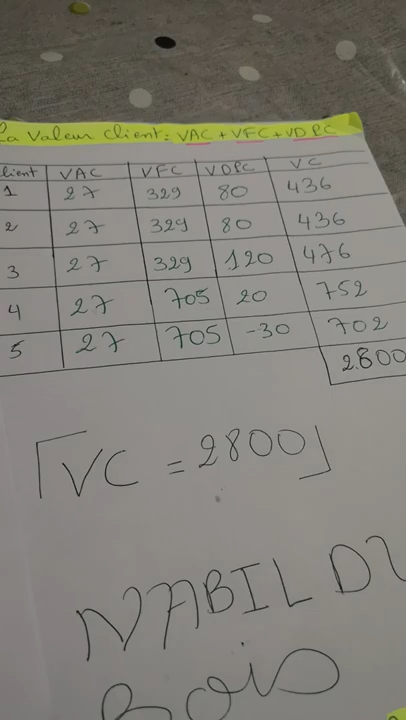 La Valeur Client = VAC + VFC + VDPC
Client VAC VFC VDPC VC
1 27 329 80 436
2 27 329 80 436
3 27 329 120 476
4 27 705 20 752
5 27 705 -30 702
2.800
VC = 2800
NABIL DU
Bois